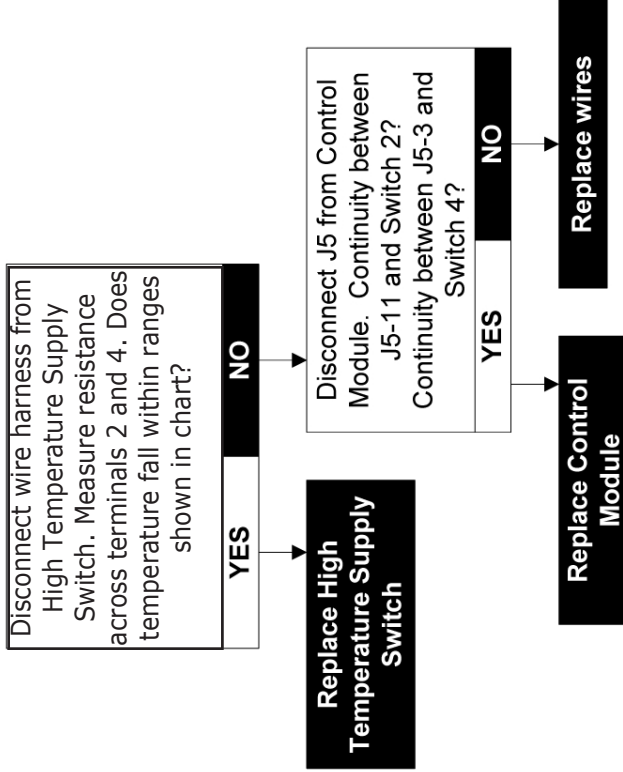 Disconnect wire harness from
High Temperature Supply
Switch. Measure resistance
across terminals 2 and 4. Does
temperature fall within ranges
shown in chart?
YES
NO
Replace High
Temperature Supply
Switch
Disconnect J5 from Control
Module. Continuity between
J5-11 and Switch 2?
Continuity between J5-3 and
Switch 4?
YES
NO
Replace Control
Module
Replace wires